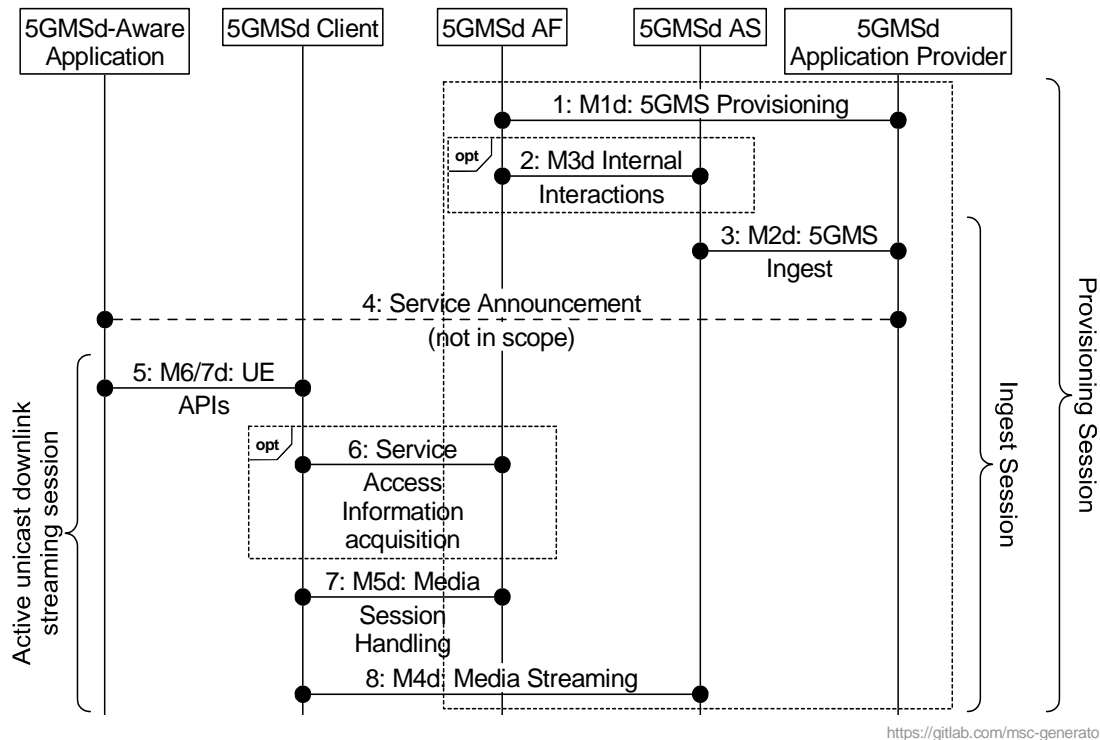 5GMSd-Aware
Application
5GMSd Client
5GMSd AF
5GMSd AS
5GMSd
Application Provider
1: M1d: 5GMS Provisioning
opt
2: M3d Internal
Interactions
3: M2d: 5GMS
Ingest
4: Service Announcement
(not in scope)
5: M6/7d: UE
APIs
opt
6: Service
Access
Information
acquisition
7: M5d: Media
Session
Handling
8: M4d: Media Streaming
Active unicast downlink
streaming session
Ingest Session
Provisioning Session
https://gitlab.com/msc-generato